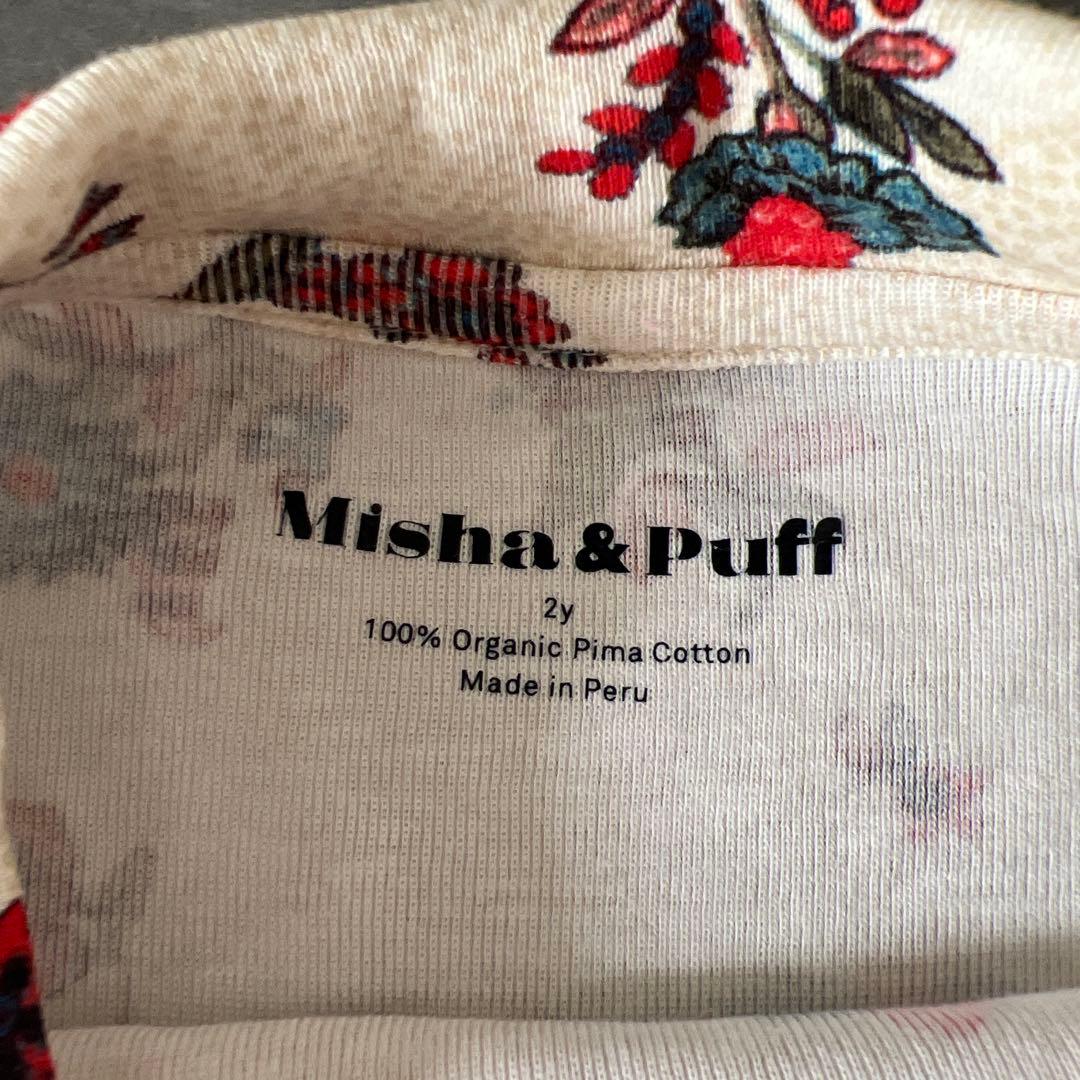 Misha & Puff
2y
100% Organic Pima Cotton
Made in Peru